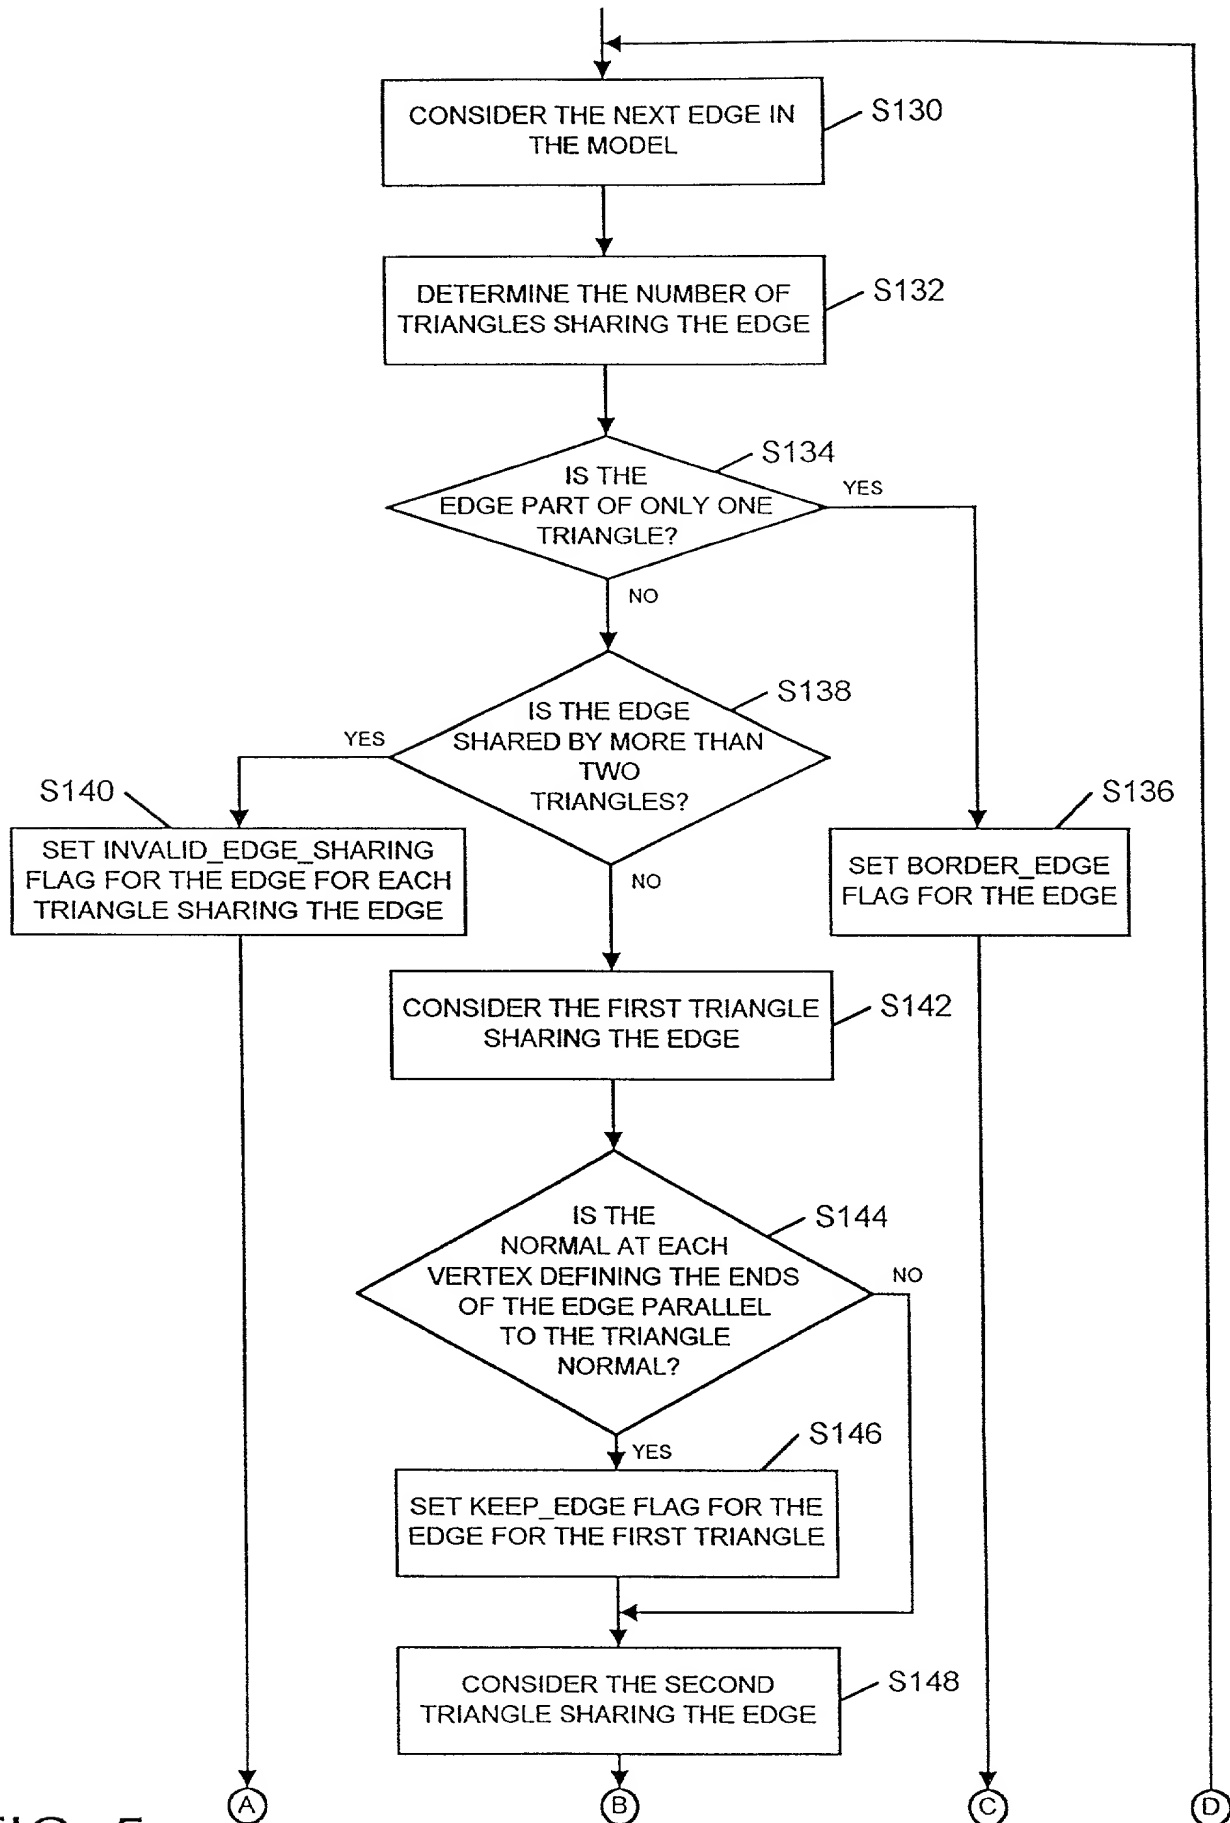 CONSIDER THE NEXT EDGE IN
THE MODEL
S130
DETERMINE THE NUMBER OF
TRIANGLES SHARING THE EDGE
S132
S134
IS THE
EDGE PART OF ONLY ONE
TRIANGLE?
YES
NO
S138
IS THE EDGE
SHARED BY MORE THAN
TWO
TRIANGLES?
YES
NO
S140
SET INVALID_EDGE_SHARING
FLAG FOR THE EDGE FOR EACH
TRIANGLE SHARING THE EDGE
S136
SET BORDER_EDGE
FLAG FOR THE EDGE
CONSIDER THE FIRST TRIANGLE
SHARING THE EDGE
S142
S144
IS THE
NORMAL AT EACH
VERTEX DEFINING THE ENDS
OF THE EDGE PARALLEL
TO THE TRIANGLE
NORMAL?
NO
YES
S146
SET KEEP_EDGE FLAG FOR THE
EDGE FOR THE FIRST TRIANGLE
CONSIDER THE SECOND
TRIANGLE SHARING THE EDGE
S148
A
B
C
D